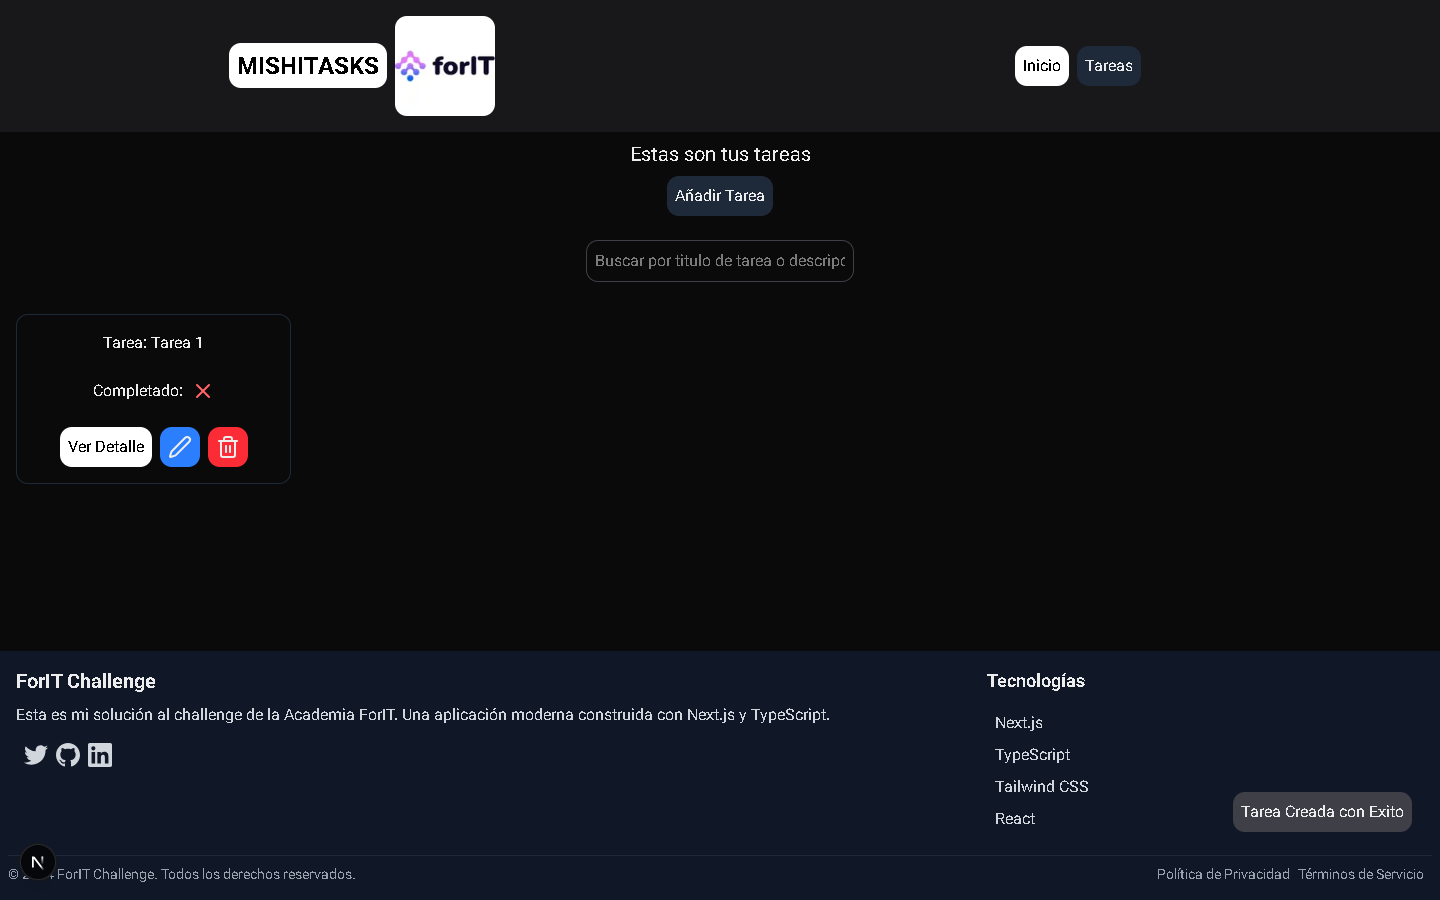 MISHITASKS
forIT
Inicio
Tareas
Estas son tus tareas
Añadir Tarea
Buscar por titulo de tarea o descripc
Tarea: Tarea 1
Completado:
Ver Detalle
ForIT Challenge
Esta es mi solución al challenge de la Academia ForIT. Una aplicación moderna construida con Next.js y TypeScript.
Tecnologías
Next.js
TypeScript
Tailwind CSS
React
Tarea Creada con Exito
N
© ForIT Challenge. Todos los derechos reservados.
Política de Privacidad
Términos de Servicio